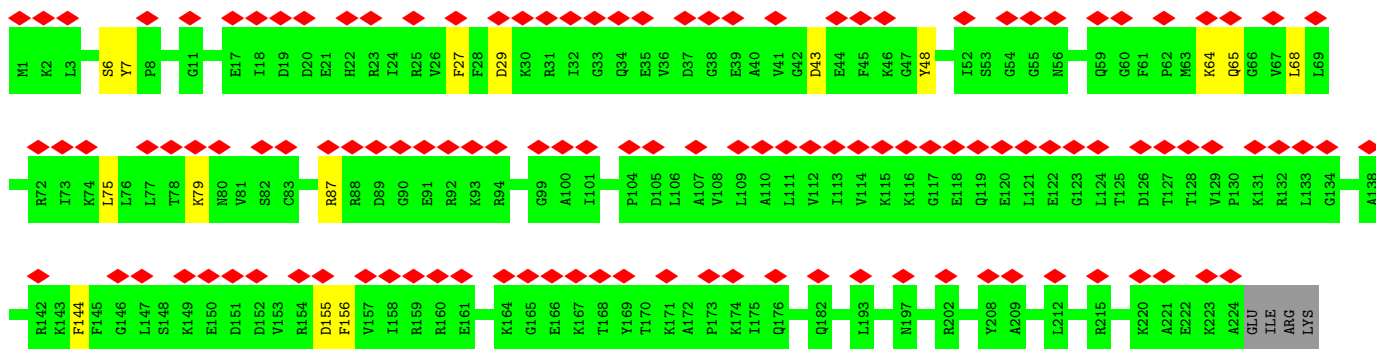 M1 K2 L3 S6 Y7 P8 G11 E17 I18 D19 D20 E21 H22 R23 I24 R25 V26 F27 F28 D29 K30 R31 I32 G33 Q34 E35 V36 D37 G38 E39 A40 V41 G42 D43 E44 F45 K46 G47 Y48 I52 S53 G54 G55 N56 Q59 G60 F61 P62 M63 K64 Q65 G66 V67 L68 L69
R72 I73 K74 L75 L76 L77 T78 K79 N80 V81 S82 C83 R87 R88 D89 G90 E91 R92 K93 R94 G99 A100 I101 P104 D105 L106 A107 V108 L109 A110 L111 V112 I113 V114 K115 K116 G117 E118 Q119 E120 L121 E122 G123 L124 T125 D126 T127 T128 V129 P130 K131 R132 L133 G134 A138
R142 K143 F144 F145 G146 L147 S148 K149 E150 D151 D152 V153 R154 D155 F156 V157 I158 R159 R160 E161 K164 G165 E166 K167 T168 Y169 T170 K171 A172 P173 K174 I175 Q176 Q182 L193 N197 R202 Y208 A209 L212 R215 K220 A221 E222 K223 A224 GLU ILE ARG LYS